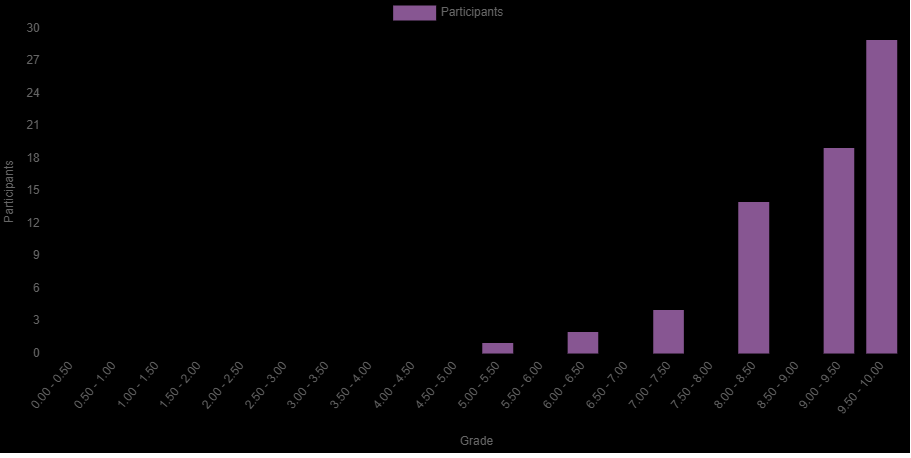 Participants
30
27
24
21
18
15
12
9
6
3
0
Participants
0.00 - 0.50
0.50 - 1.00
1.00 - 1.50
1.50 - 2.00
2.00 - 2.50
2.50 - 3.00
3.00 - 3.50
3.50 - 4.00
4.00 - 4.50
4.50 - 5.00
5.00 - 5.50
5.50 - 6.00
6.00 - 6.50
6.50 - 7.00
7.00 - 7.50
7.50 - 8.00
8.00 - 8.50
8.50 - 9.00
9.00 - 9.50
9.50 - 10.00
Grade